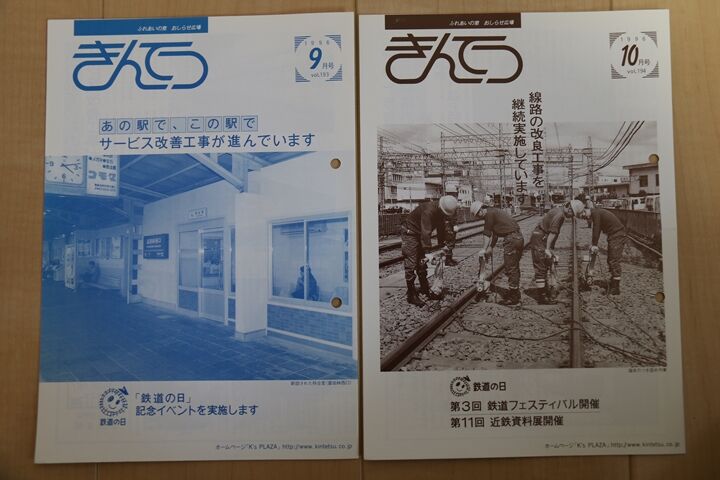 ふれあいの窓 おしらせ広場
きんてつ
1996
9月号
vol.193
あの駅で、この駅で
サービス改善工事が進んでいます
コモタ
「鉄道の日」
記念イベントを実施します
鉄道の日
ホームページ「K's PLAZA」http://www.kintetsu.co.jp
ふれあいの窓 おしらせ広場
きんてつ
1996
10月号
vol.194
線路の改良工事を
継続実施しています
鉄道の日
第3回 鉄道フェスティバル開催
第11回 近鉄資料展開催
ホームページ「K's PLAZA」http://www.kintetsu.co.jp